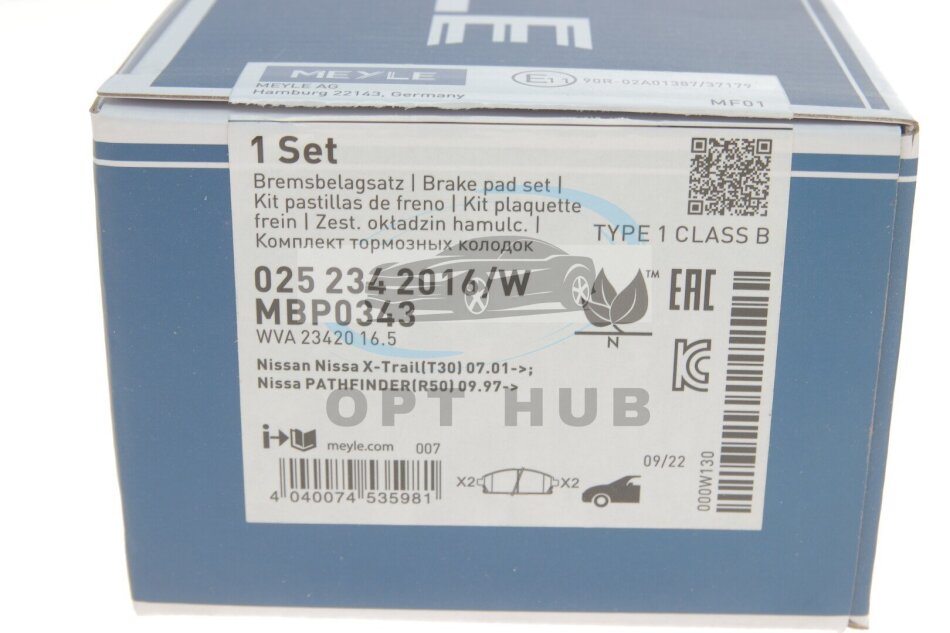 MEYLE
MEYLE AG
Hamburg 22143, Germany
E11 90R-02A01387/37179
MF01
1 Set
Bremsbelagsatz | Brake pad set |
Kit pastillas de freno | Kit plaquette
frein | Zest. okładzin hamulc. |
Комплект тормозных колодок
TYPE 1 CLASS B
025 234 2016/W
MBP0343
WVA 23420 16.5
TM
N
EAC
Nissan Nissa X-Trail(T30) 07.01->;
Nissa PATHFINDER(R50) 09.97->
OPT HUB
meyle.com 007
09/22
000W130
X2 X2
4 040074 535981